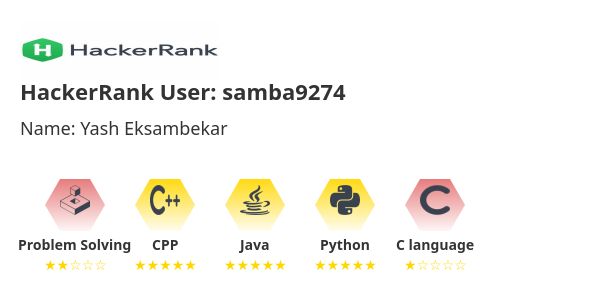 H HackerRank
HackerRank User: samba9274
Name: Yash Eksambekar
C++
C
Problem Solving CPP Java Python C language
★★☆☆☆ ★★★★★ ★★★★★ ★★★★★ ★☆☆☆☆